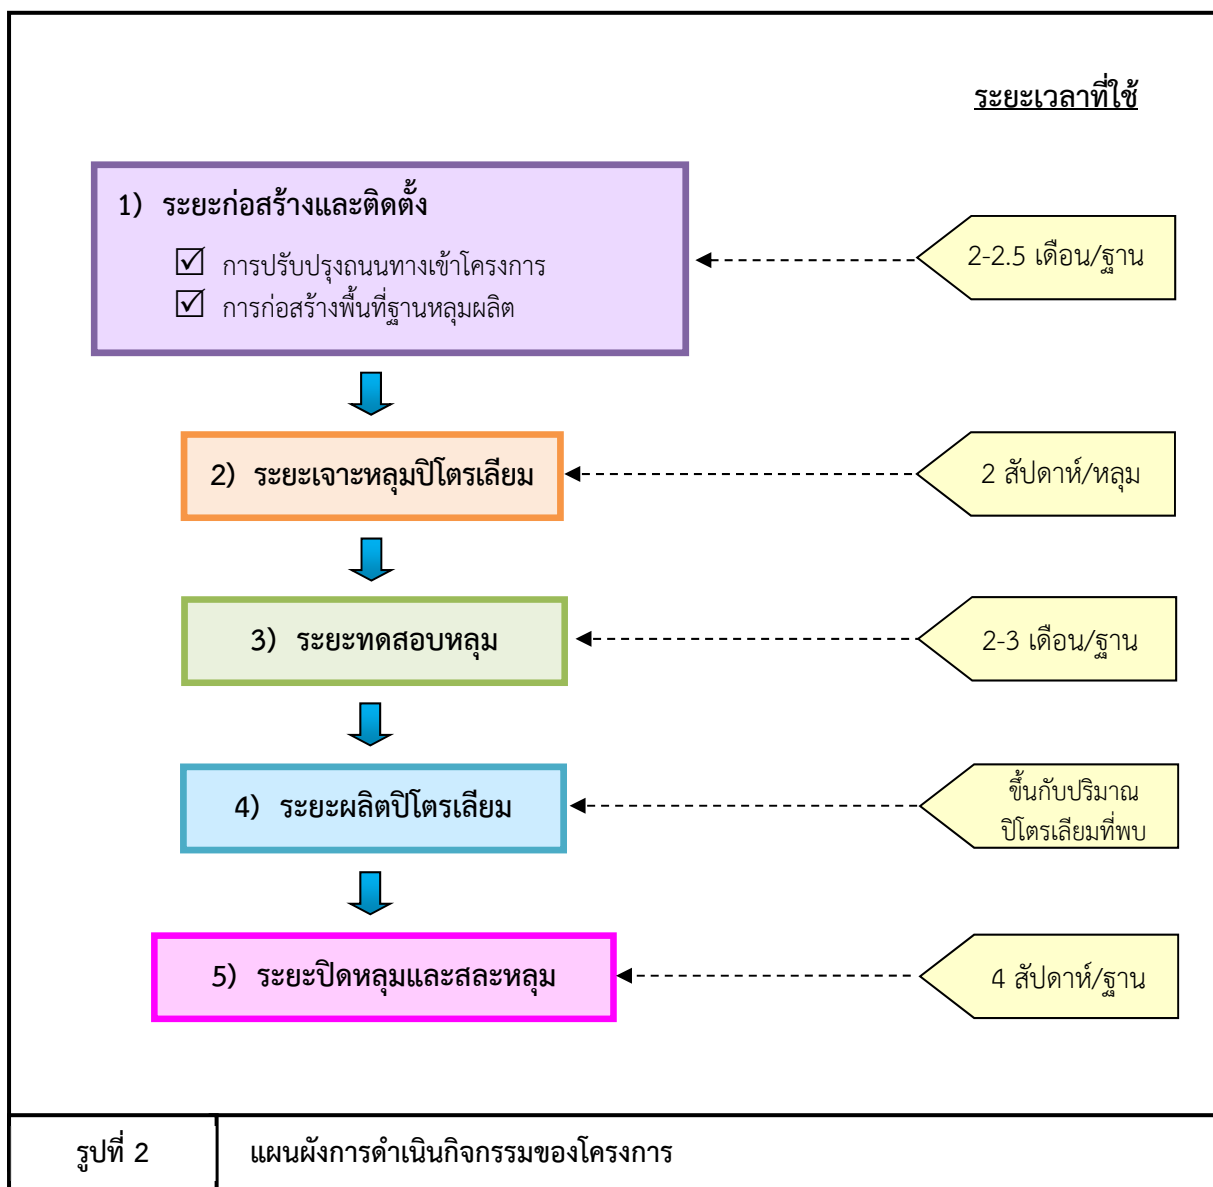 ระยะเวลาที่ใช้
1) ระยะก่อสร้างและติดตั้ง
การปรับปรุงถนนทางเข้าโครงการ
การก่อสร้างพื้นที่ฐานหลุมผลิต
2-2.5 เดือน/ฐาน
2) ระยะเจาะหลุมปิโตรเลียม
2 สัปดาห์/หลุม
3) ระยะทดสอบหลุม
2-3 เดือน/ฐาน
4) ระยะผลิตปิโตรเลียม
ขึ้นกับปริมาณ
ปิโตรเลียมที่พบ
5) ระยะปิดหลุมและสละหลุม
4 สัปดาห์/ฐาน
รูปที่ 2
แผนผังการดำเนินกิจกรรมของโครงการ